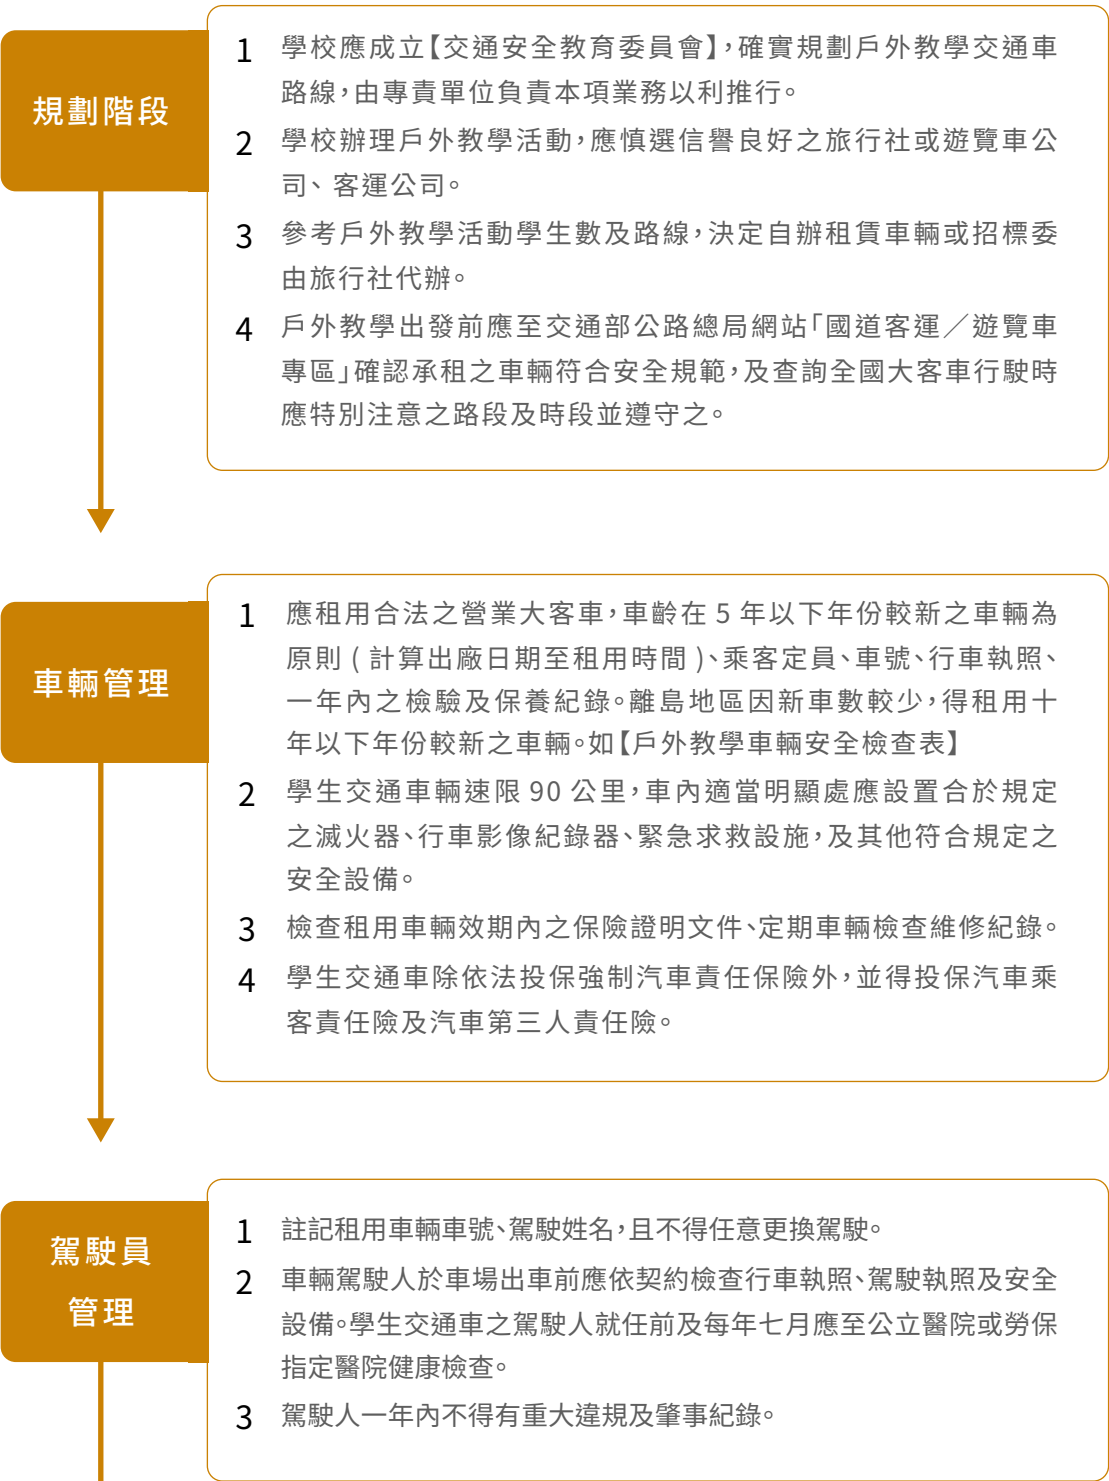 規劃階段
1 學校應成立【交通安全教育委員會】，確實規劃戶外教學交通車
路線，由專責單位負責本項業務以利推行。
2 學校辦理戶外教學活動，應慎選信譽良好之旅行社或遊覽車公
司、客運公司。
3 參考戶外教學活動學生數及路線，決定自辦租賃車輛或招標委
由旅行社代辦。
4 戶外教學出發前應至交通部公路總局網站「國道客運／遊覽車
專區」確認承租之車輛符合安全規範，及查詢全國大客車行駛時
應特別注意之路段及時段並遵守之。
車輛管理
1 應租用合法之營業大客車，車齡在 5 年以下年份較新之車輛為
原則 ( 計算出廠日期至租用時間 )、乘客定員、車號、行車執照、
一年內之檢驗及保養紀錄。離島地區因新車數較少，得租用十
年以下年份較新之車輛。如【戶外教學車輛安全檢查表】
2 學生交通車輛速限 90 公里，車內適當明顯處應設置合於規定
之滅火器、行車影像紀錄器、緊急求救設施，及其他符合規定之
安全設備。
3 檢查租用車輛效期內之保險證明文件、定期車輛檢查維修紀錄。
4 學生交通車除依法投保強制汽車責任保險外，並得投保汽車乘
客責任險及汽車第三人責任險。
駕駛員
管理
1 註記租用車輛車號、駕駛姓名，且不得任意更換駕駛。
2 車輛駕駛人於車場出車前應依契約檢查行車執照、駕駛執照及安全
設備。學生交通車之駕駛人就任前及每年七月應至公立醫院或勞保
指定醫院健康檢查。
3 駕駛人一年內不得有重大違規及肇事紀錄。